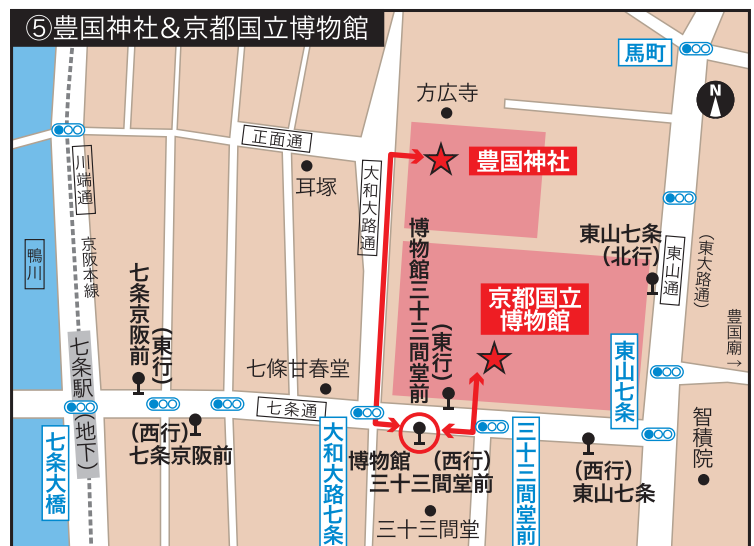 ⑤豊国神社&京都国立博物館
馬町
N
方広寺
正面通
豊国神社
川端通
耳塚
大和大路通
鴨川
京阪本線
東山七条
(北行)
東山通
(東大路通)
七条京阪前
(東行)
博物館三十三間堂前
(東行)
京都国立
博物館
豊国廟→
七条駅
(地下)
七條甘春堂
七条通
東山七条
智積院
七条大橋
(西行)
七条京阪前
大和大路七条
博物館 (西行)
三十三間堂前
三十三間堂前
(西行)
東山七条
三十三間堂